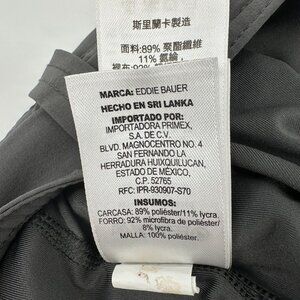 斯里蘭卡製造
面料:89% 聚酯纖維
11% 氨綸
MARCA: EDDIE BAUER
HECHO EN SRI LANKA
IMPORTADO POR:
IMPORTADORA PRIMEX,
S.A. DE C.V.
BLVD. MAGNOCENTRO NO. 4
SAN FERNANDO LA
HERRADURA HUIXQUILUCAN,
ESTADO DE MÉXICO,
C.P. 52765
RFC: IPR-930907-S70
INSUMOS:
CARCASA: 89% poliéster/11% lycra.
FORRO: 92% microfibra de poliéster/
8% lycra.
MALLA: 100% poliéster.